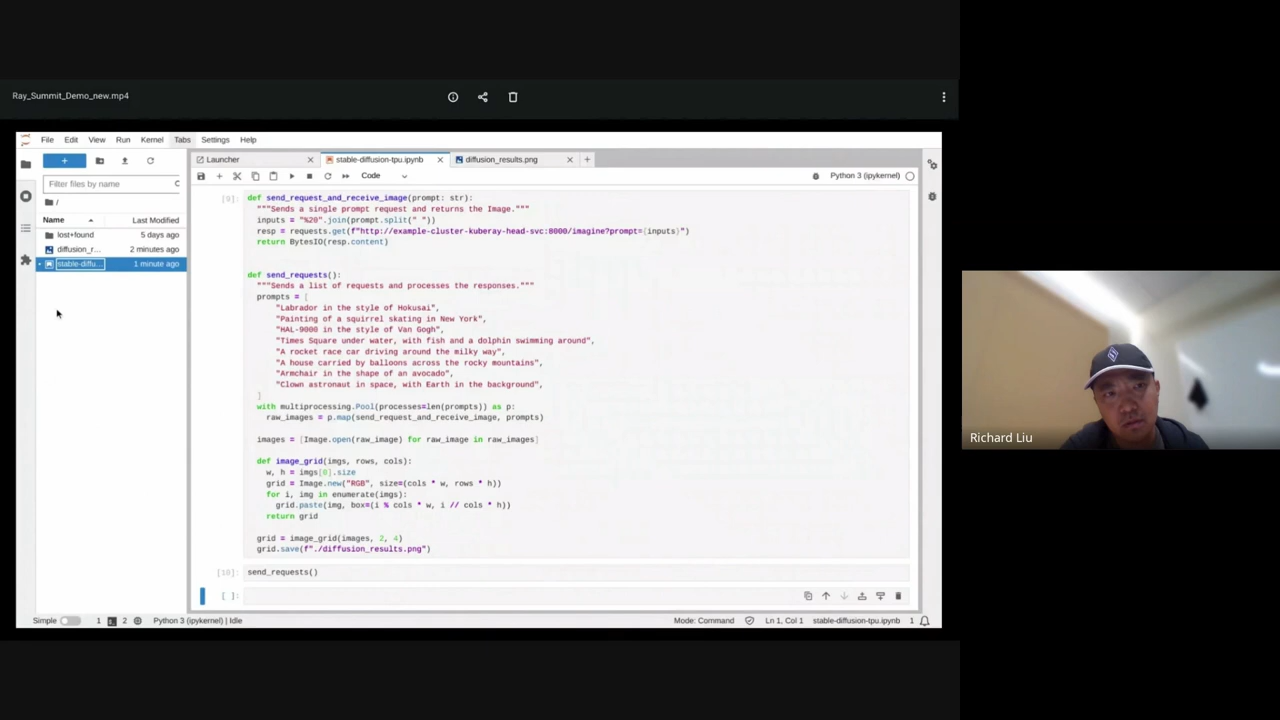 Ray_Summit_Demo_new.mp4
File Edit View Run Kernel Tabs Settings Help
Launcher
stable-diffusion-tpu.ipynb
diffusion_results.png
Filter files by name
Code
Python 3 (ipykernel)
/
Name Last Modified
lost+found 5 days ago
diffusion_r... 2 minutes ago
stable-diffu... 1 minute ago
[9]:
def send_request_and_receive_image(prompt: str):
"""Sends a single prompt request and returns the Image."""
inputs = "%20".join(prompt.split(" "))
resp = requests.get(f"http://example-cluster-kuberay-head-svc:8000/imagine?prompt={inputs}")
return BytesIO(resp.content)
def send_requests():
"""Sends a list of requests and processes the responses."""
prompts = [
"Labrador in the style of Hokusai",
"Painting of a squirrel skating in New York",
"HAL-9000 in the style of Van Gogh",
"Times Square under water, with fish and a dolphin swimming around",
"A rocket race car driving around the milky way",
"A house carried by balloons across the rocky mountains",
"Armchair in the shape of an avocado",
"Clown astronaut in space, with Earth in the background",
]
with multiprocessing.Pool(processes=len(prompts)) as p:
raw_images = p.map(send_request_and_receive_image, prompts)
images = [Image.open(raw_image) for raw_image in raw_images]
def image_grid(imgs, rows, cols):
w, h = imgs[0].size
grid = Image.new("RGB", size=(cols * w, rows * h))
for i, img in enumerate(imgs):
grid.paste(img, box=(i % cols * w, i // cols * h))
return grid
grid = image_grid(images, 2, 4)
grid.save(f"./diffusion_results.png")
[10]: send_requests()
[ ]:
Simple 1 2 Python 3 (ipykernel) | Idle Mode: Command Ln 1, Col 1 stable-diffusion-tpu.ipynb 1
Richard Liu